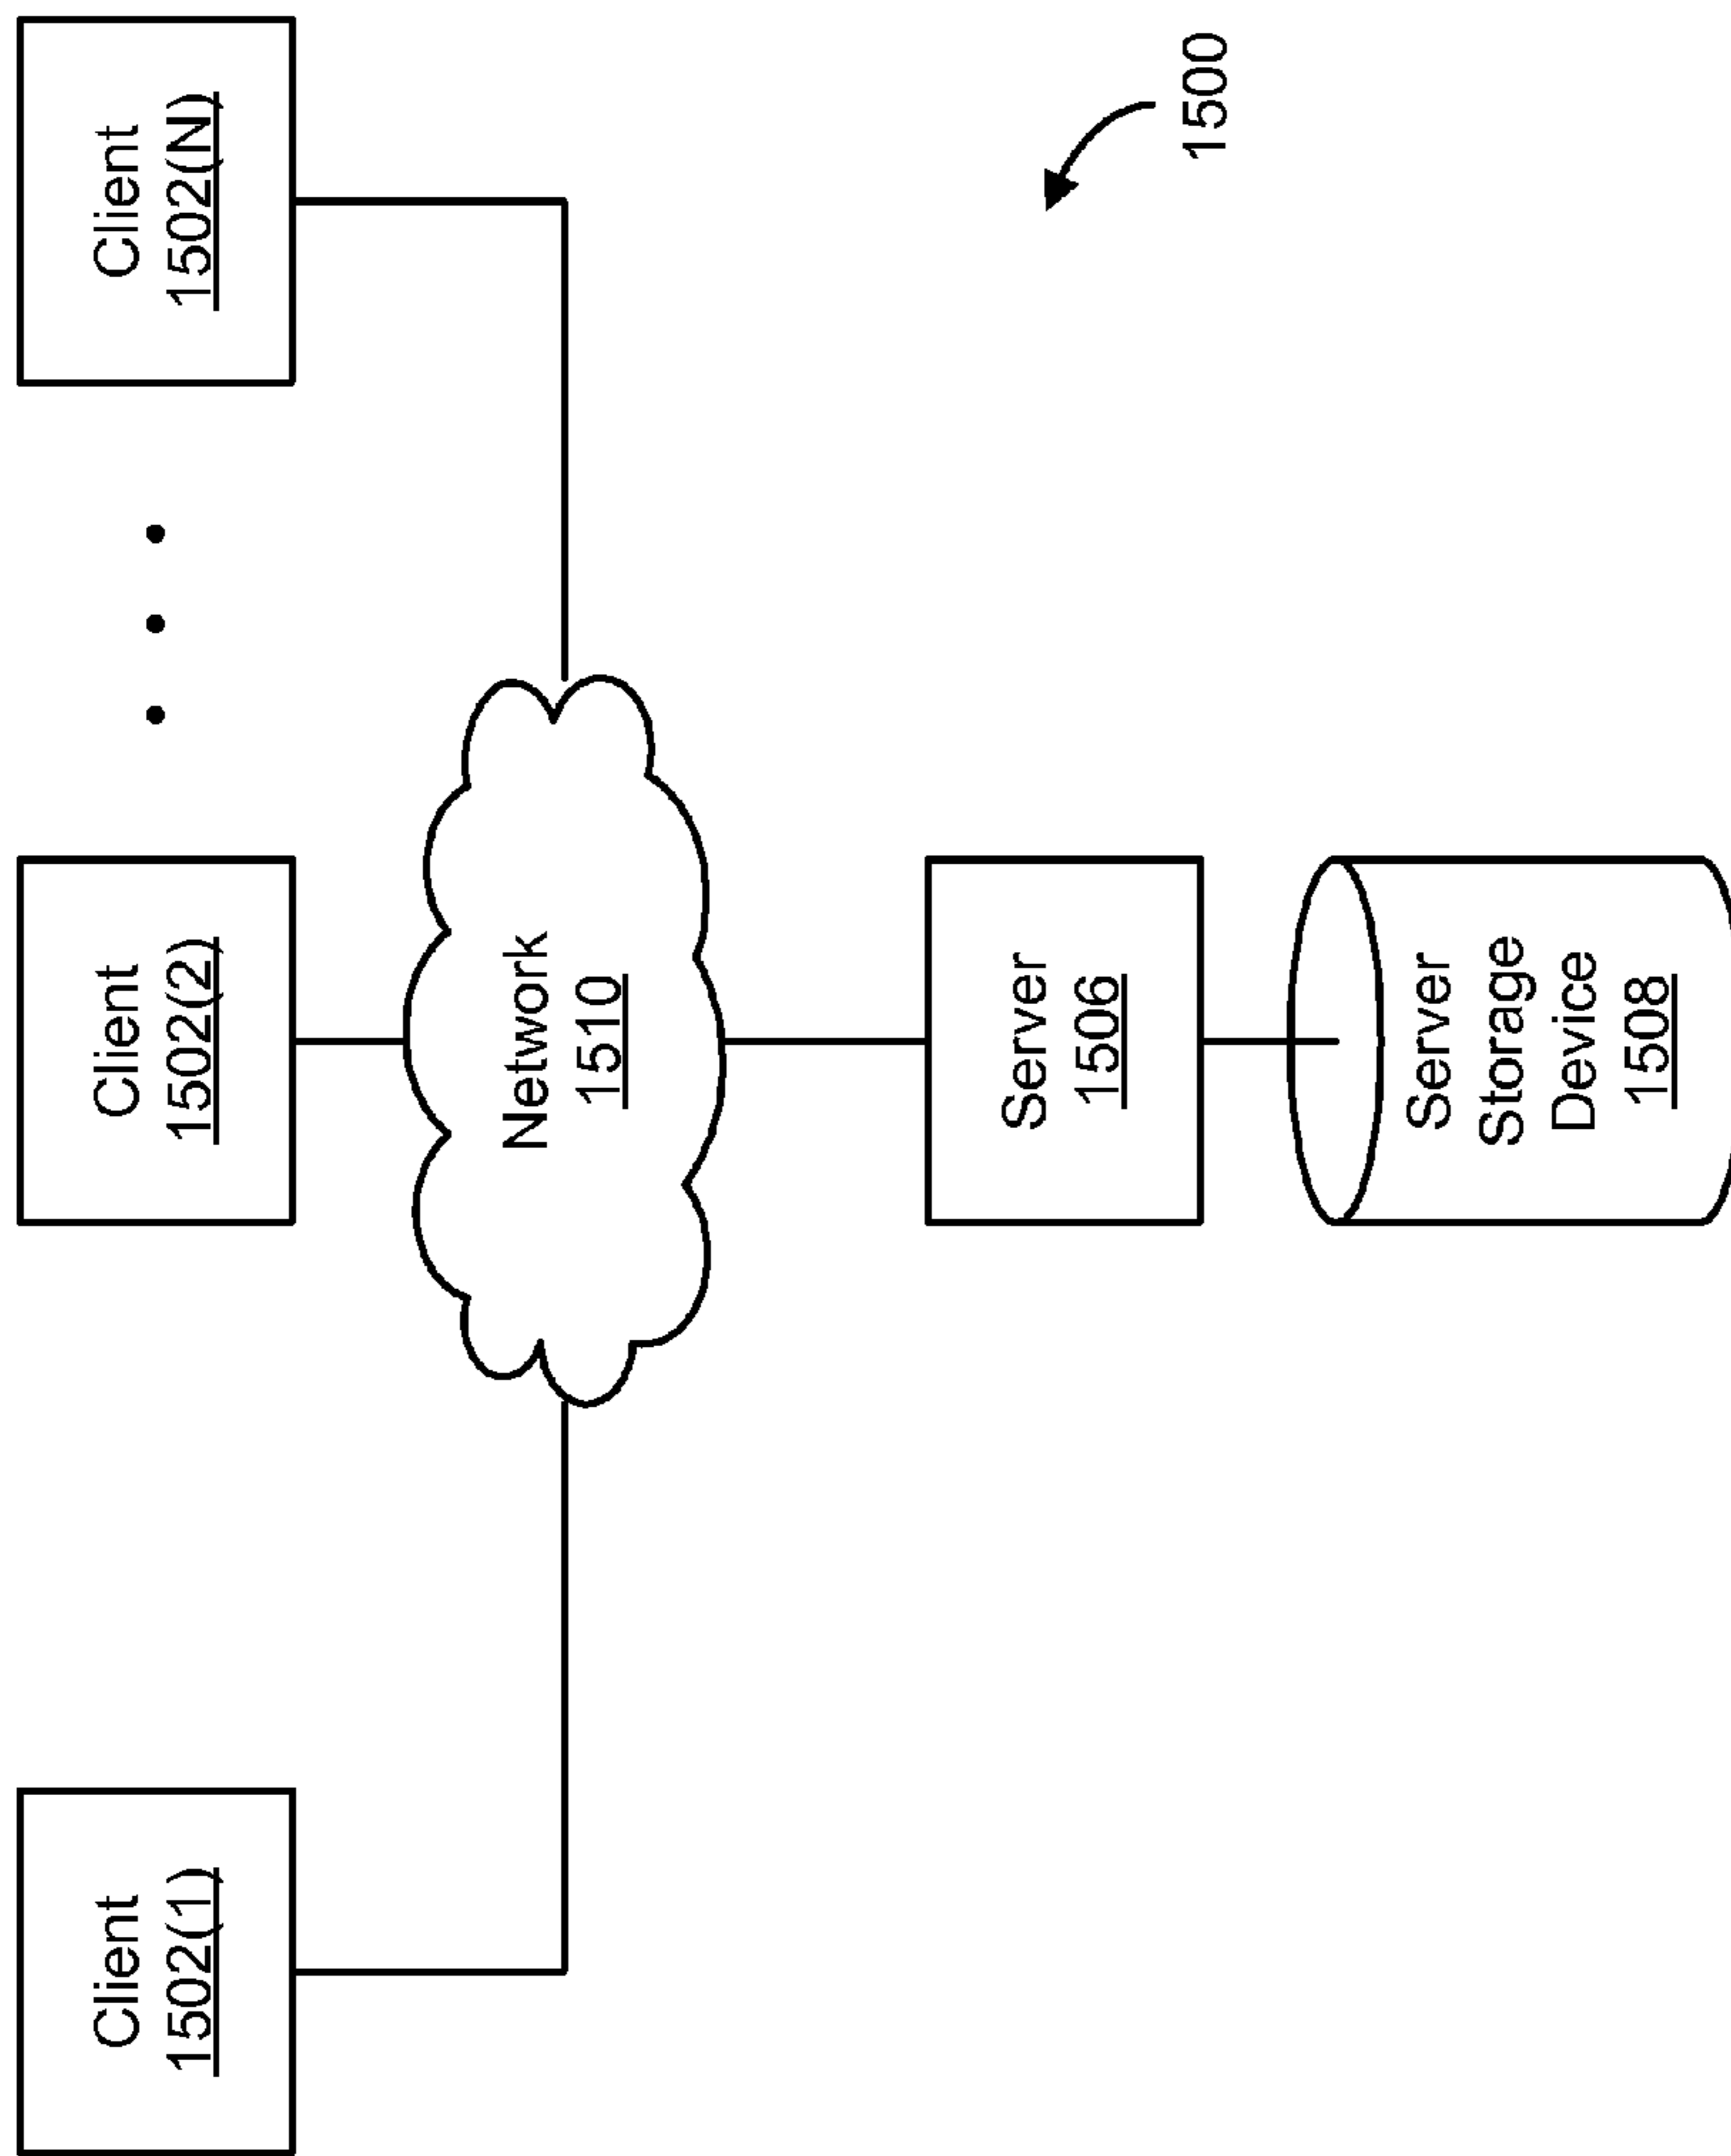 Client
1502(1)
Client
1502(2)
Client
1502(N)
Network
1510
Server
1506
Server
Storage
Device
1508
1500